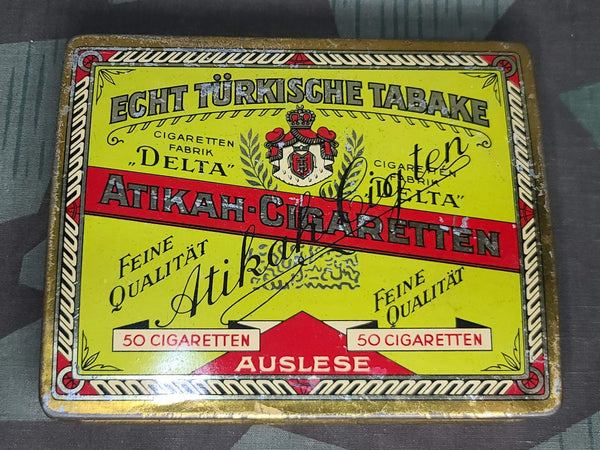 ECHT TÜRKISCHE TABAKE
CIGARETTEN
FABRIK
„DELTA"
CIGARETTEN
FABRIK
„DELTA"
ATIKAH-CIGARETTEN
Atikah Cigten
FEINE
QUALITÄT
FEINE
QUALITÄT
50 CIGARETTEN
50 CIGARETTEN
AUSLESE